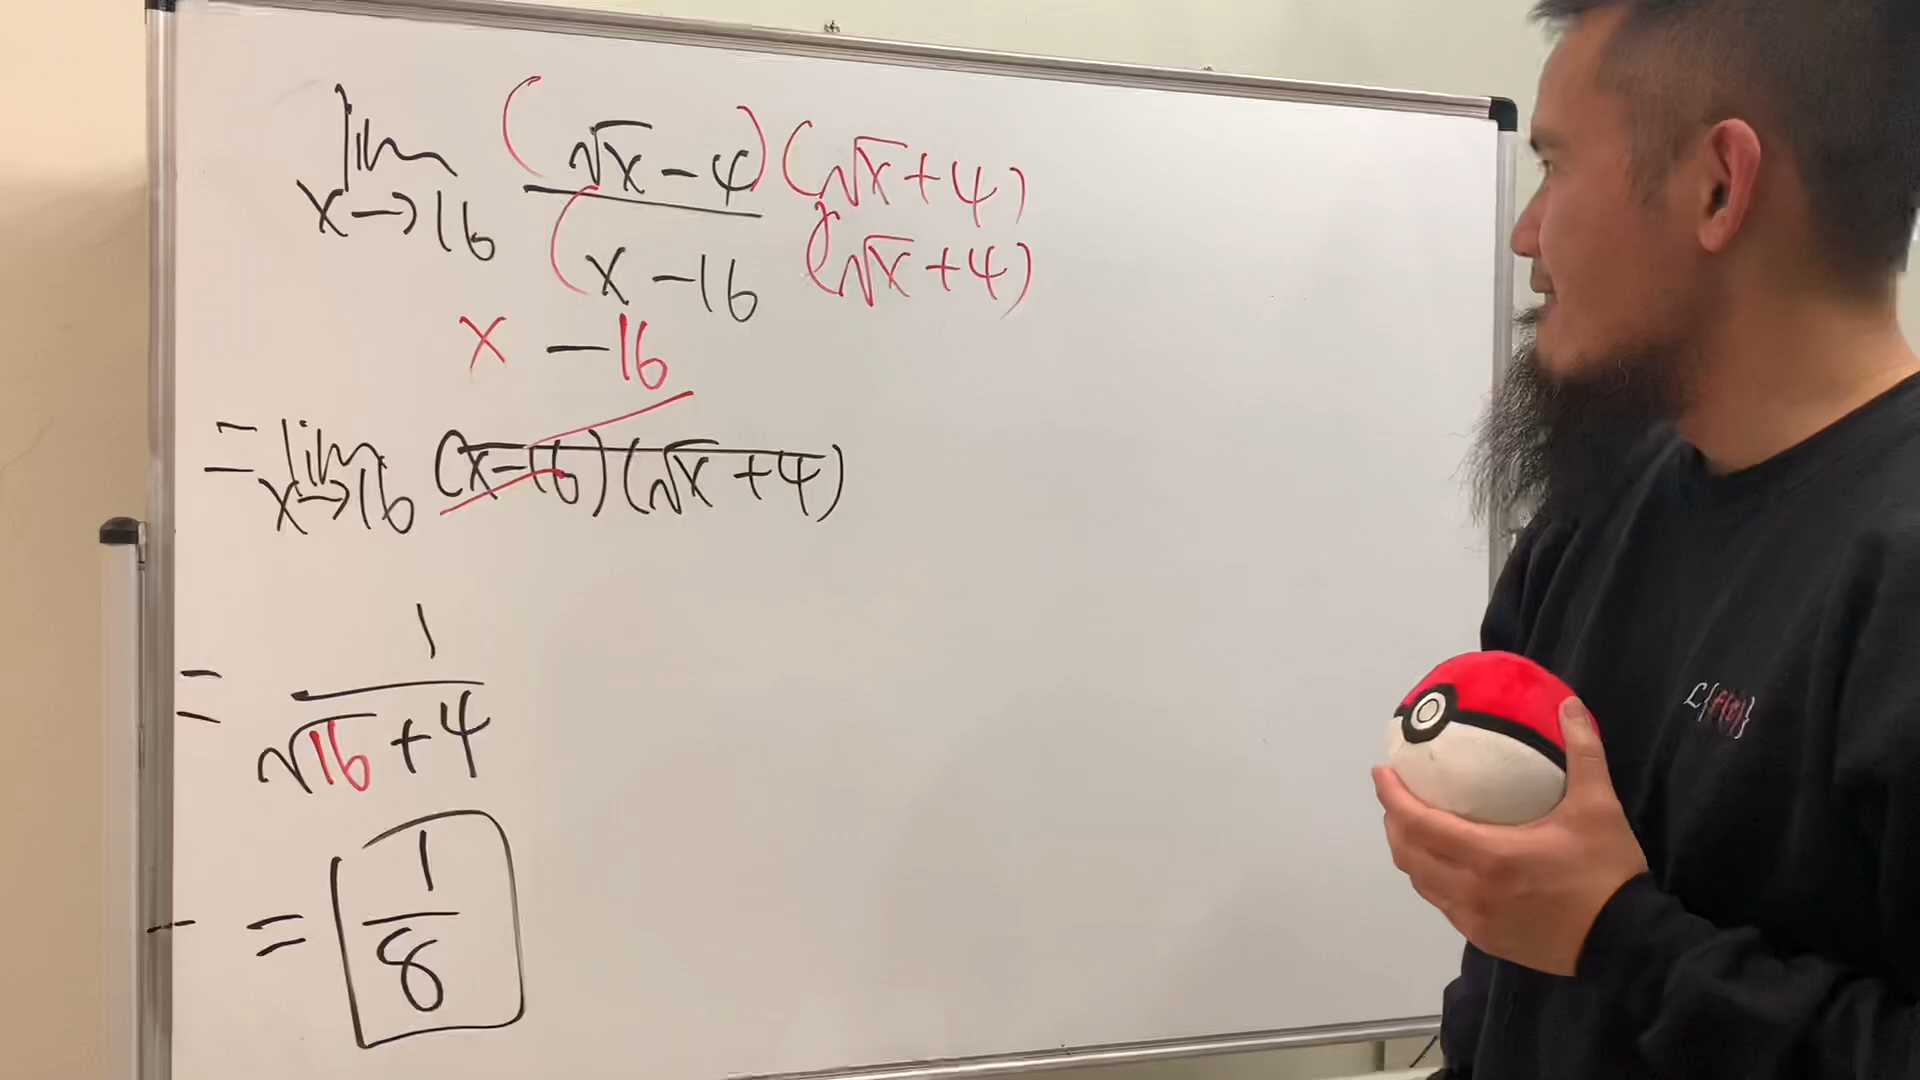 lim (√x − 4)(√x + 4)
x→16 (x − 16)(√x + 4)
x − 16
= lim
x→16 (x−16)(√x + 4)
1
=
√16 + 4
1
=
8
ℒ{f(t)}